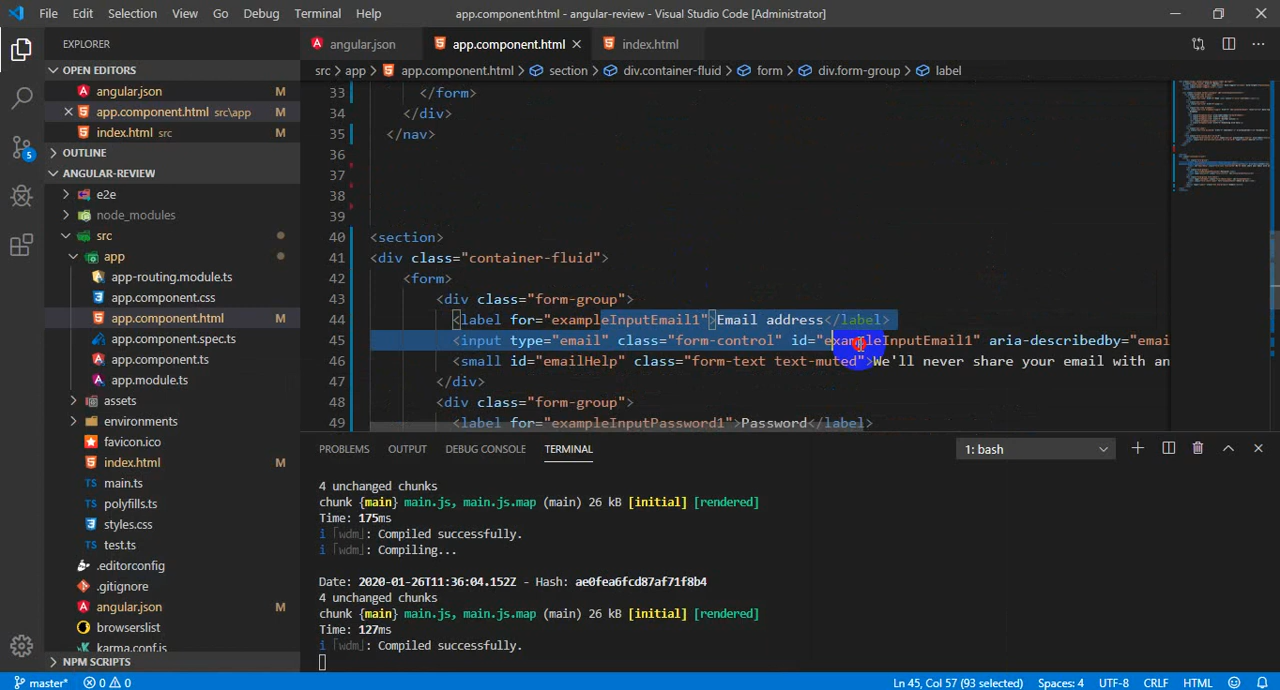 File Edit Selection View Go Debug Terminal Help app.component.html - angular-review - Visual Studio Code [Administrator]
EXPLORER
OPEN EDITORS
angular.json M
app.component.html src\app M
index.html src M
OUTLINE
ANGULAR-REVIEW
e2e
node_modules
src
app
app-routing.module.ts
app.component.css
app.component.html M
app.component.spec.ts
app.component.ts
app.module.ts
assets
environments
favicon.ico
index.html M
main.ts
polyfills.ts
styles.css
test.ts
.editorconfig
.gitignore
angular.json M
browserslist
karma.conf.js
NPM SCRIPTS
5
angular.json app.component.html index.html
src > app > app.component.html > section > div.container-fluid > form > div.form-group > label
33 </form>
34 </div>
35 </nav>
36
37
38
39
40 <section>
41 <div class="container-fluid">
42 <form>
43 <div class="form-group">
44 <label for="exampleInputEmail1">Email address</label>
45 <input type="email" class="form-control" id="exampleInputEmail1" aria-describedby="emai
46 <small id="emailHelp" class="form-text text-muted">We'll never share your email with an
47 </div>
48 <div class="form-group">
49 <label for="exampleInputPassword1">Password</label>
PROBLEMS OUTPUT DEBUG CONSOLE TERMINAL 1: bash
4 unchanged chunks
chunk {main} main.js, main.js.map (main) 26 kB [initial] [rendered]
Time: 175ms
i ｢wdm｣: Compiled successfully.
i ｢wdm｣: Compiling...
Date: 2020-01-26T11:36:04.152Z - Hash: ae0fea6fcd87af71f8b4
4 unchanged chunks
chunk {main} main.js, main.js.map (main) 26 kB [initial] [rendered]
Time: 127ms
i ｢wdm｣: Compiled successfully.
master* 0 0 Ln 45, Col 57 (93 selected) Spaces: 4 UTF-8 CRLF HTML